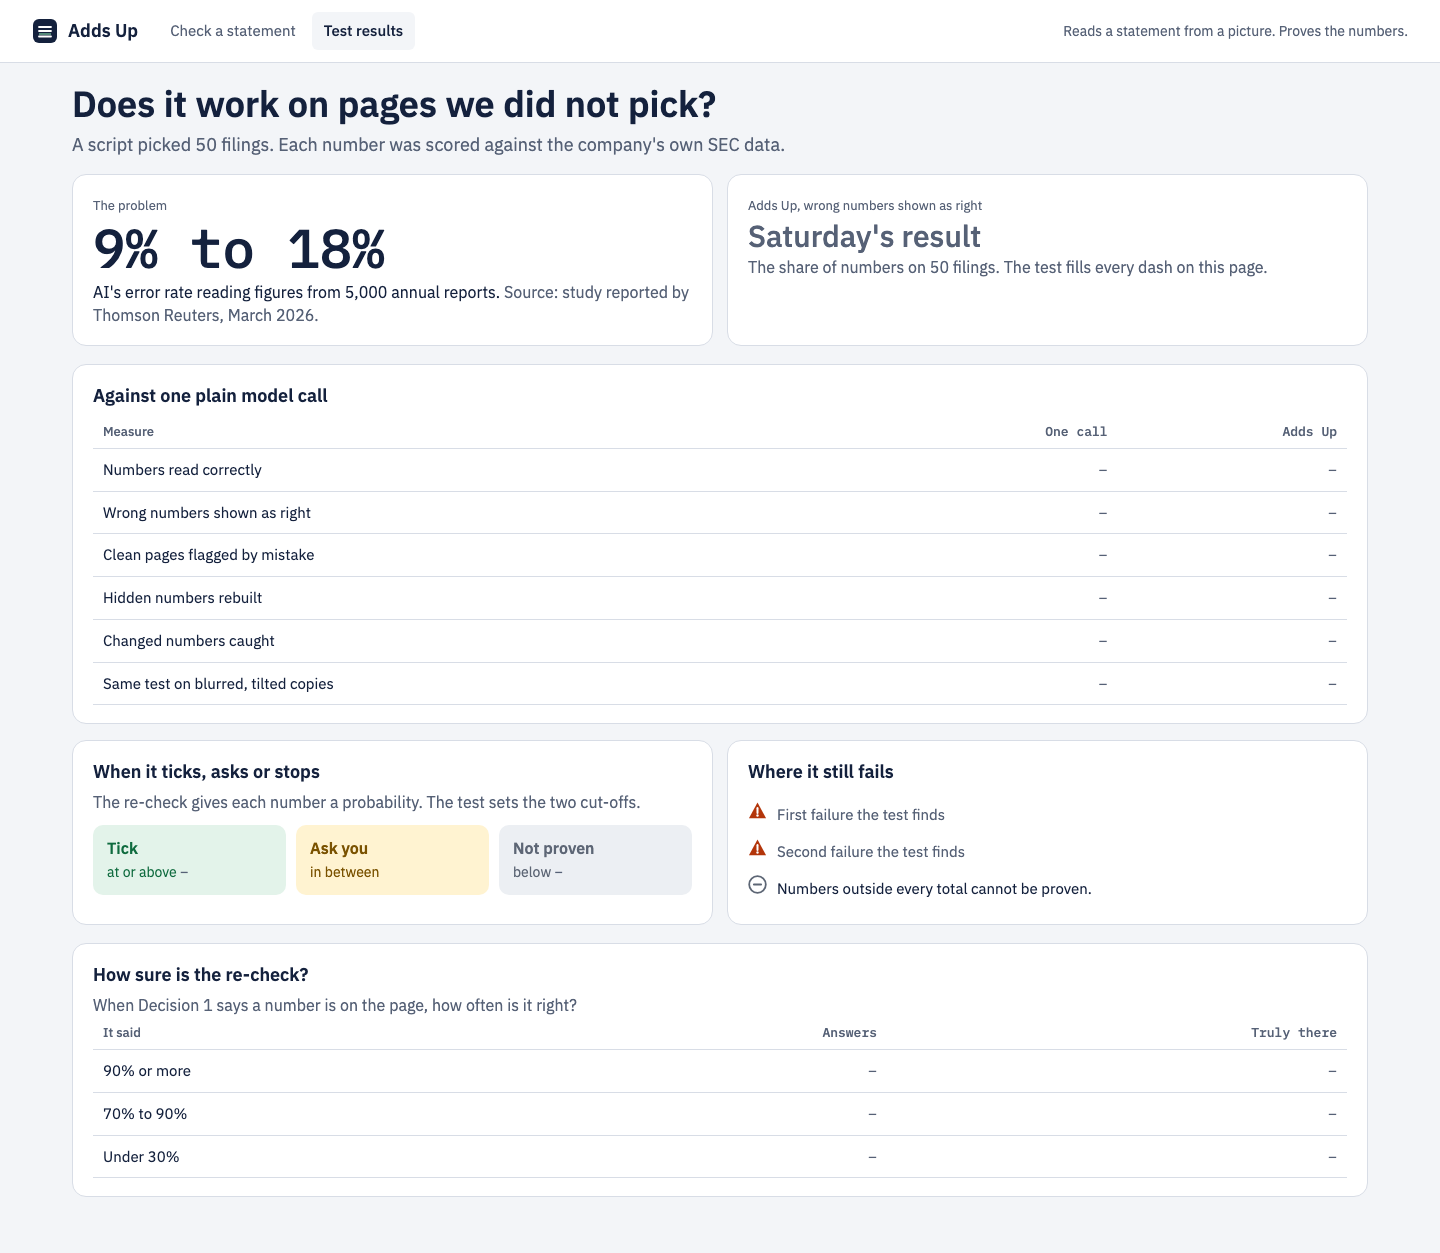 Adds Up
Check a statement
Test results
Reads a statement from a picture. Proves the numbers.
Does it work on pages we did not pick?
A script picked 50 filings. Each number was scored against the company's own SEC data.
The problem
9% to 18%
AI's error rate reading figures from 5,000 annual reports. Source: study reported by
Thomson Reuters, March 2026.
Adds Up, wrong numbers shown as right
Saturday's result
The share of numbers on 50 filings. The test fills every dash on this page.
Against one plain model call
Measure One call Adds Up
Numbers read correctly – –
Wrong numbers shown as right – –
Clean pages flagged by mistake – –
Hidden numbers rebuilt – –
Changed numbers caught – –
Same test on blurred, tilted copies – –
When it ticks, asks or stops
The re-check gives each number a probability. The test sets the two cut-offs.
Tick
at or above –
Ask you
in between
Not proven
below –
Where it still fails
First failure the test finds
Second failure the test finds
Numbers outside every total cannot be proven.
How sure is the re-check?
When Decision 1 says a number is on the page, how often is it right?
It said Answers Truly there
90% or more – –
70% to 90% – –
Under 30% – –